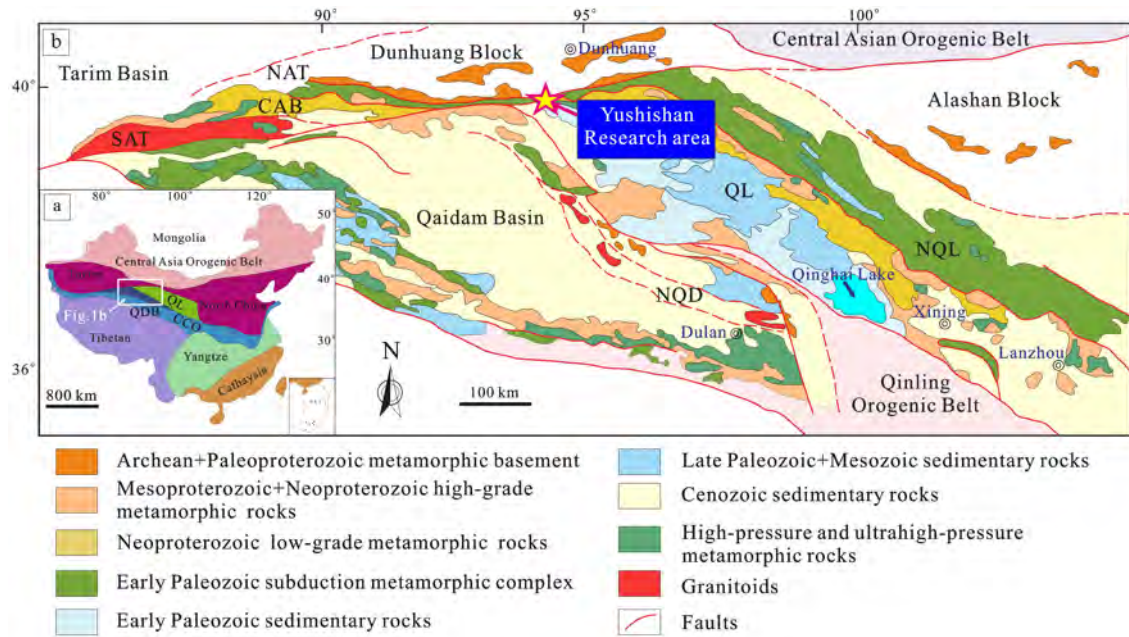 90°
95°
100°
b
40°
36°
Tarim Basin
Dunhuang Block
Dunhuang
Central Asian Orogenic Belt
NAT
CAB
SAT
Yushishan
Research area
Alashan Block
QL
NQL
Qaidam Basin
Qinghai Lake
NQD
Xining
Dulan
Lanzhou
Qinling
Orogenic Belt
N
100 km
a
80°
100°
120°
50°
40°
30°
Mongolia
Central Asia Orogenic Belt
QL
Fig.1b
QDB
CCO
Tibetan
Yangtze
Cathaysia
800 km
Archean+Paleoproterozoic metamorphic basement
Mesoproterozoic+Neoproterozoic high-grade
metamorphic rocks
Neoproterozoic low-grade metamorphic rocks
Early Paleozoic subduction metamorphic complex
Early Paleozoic sedimentary rocks
Late Paleozoic+Mesozoic sedimentary rocks
Cenozoic sedimentary rocks
High-pressure and ultrahigh-pressure
metamorphic rocks
Granitoids
Faults